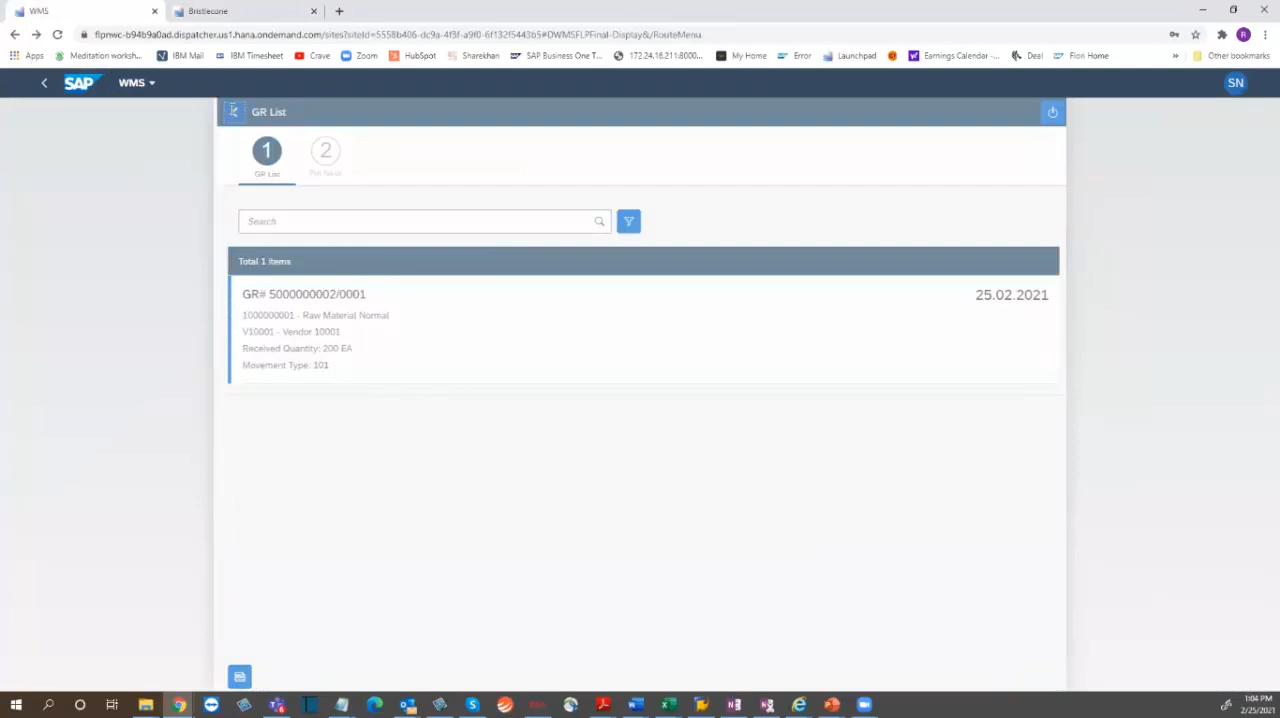 WMS
Bristlecone
flpnwc-b94b9a0ad.dispatcher.us1.hana.ondemand.com/sites?siteId=5558b406-dc9a-4f3f-a9f0-6f132f5443b5#DWMSFLPFinal-Display&/RouteMenu
Apps Meditation worksh... IBM Mail IBM Timesheet Crave Zoom HubSpot Sharekhan SAP Business One T... 172.24.16.211:8000... My Home Error Launchpad Earnings Calendar -... Deal Fiori Home » Other bookmarks
SAP WMS SN
GR List
1 2
GR List
Search
Total 1 items
GR# 5000000002/0001 25.02.2021
1000000001 - Raw Material Normal
V10001 - Vendor 10001
Received Quantity: 200 EA
Movement Type: 101
1:04 PM
2/25/2021